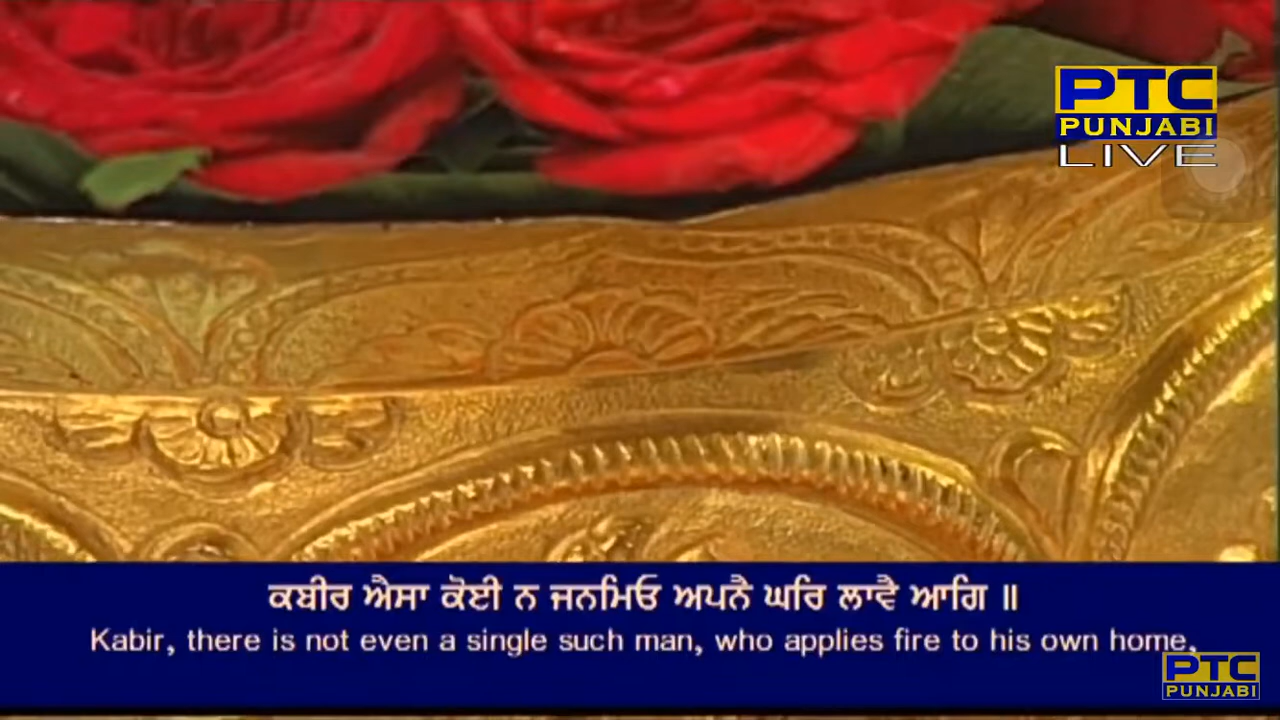 PTC
PUNJABI
LIVE
ਕਬੀਰ ਐਸਾ ਕੋਈ ਨ ਜਨਮਿਓ ਅਪਨੈ ਘਰਿ ਲਾਵੈ ਆਗਿ ॥
Kabir, there is not even a single such man, who applies fire to his own home,
PTC
PUNJABI